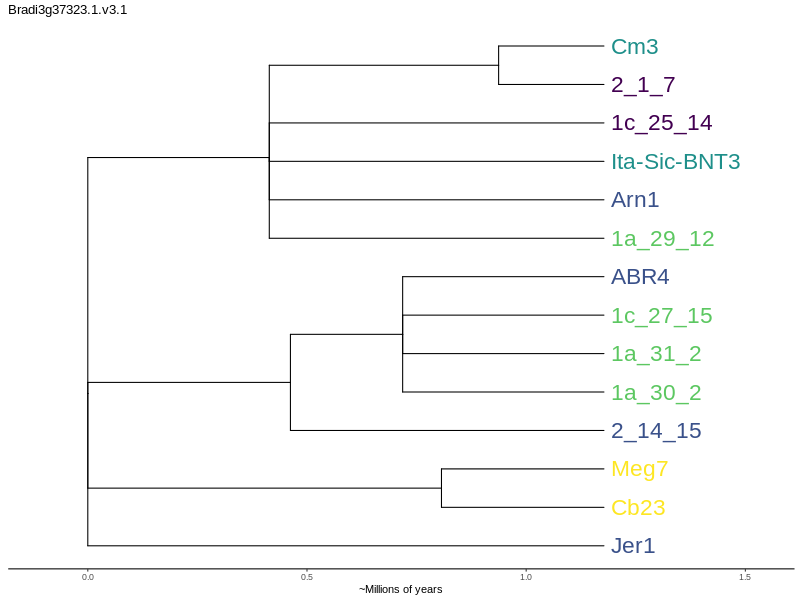 Bradi3g37323.1.v3.1
Cm3
2_1_7
1c_25_14
Ita-Sic-BNT3
Arn1
1a_29_12
ABR4
1c_27_15
1a_31_2
1a_30_2
2_14_15
Meg7
Cb23
Jer1
0.0 0.5 1.0 1.5
~Millions of years